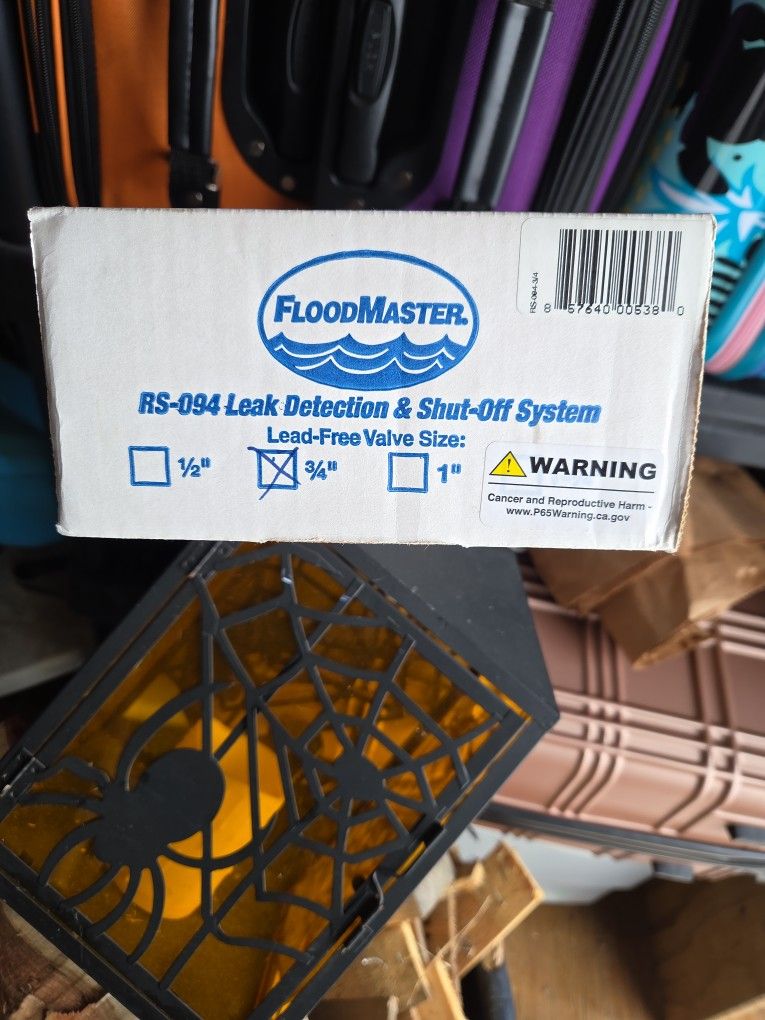 FLOODMASTER.
RS-094-3/4
8 57640 00538 0
RS-094 Leak Detection & Shut-Off System
Lead-Free Valve Size:
1/2" 3/4" 1"
WARNING
Cancer and Reproductive Harm -
www.P65Warning.ca.gov